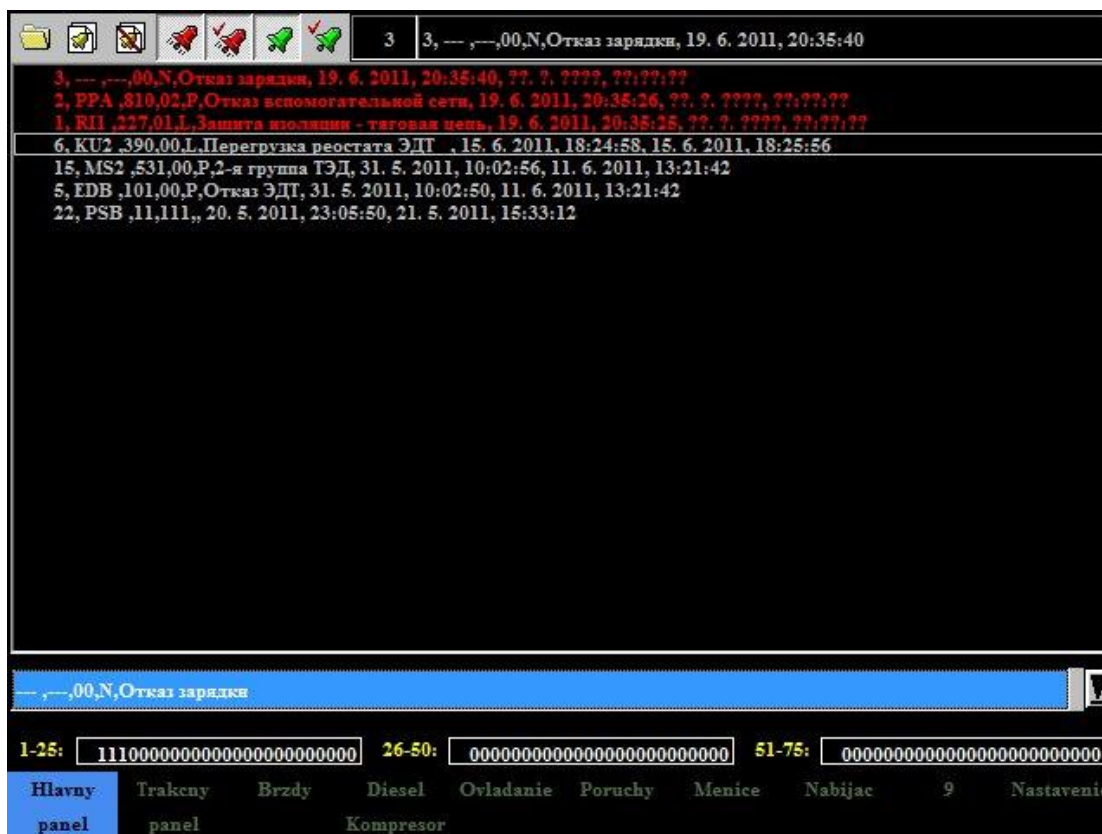 3 3, --- ,---,00,N,Отказ зарядки, 19. 6. 2011, 20:35:40
3, --- ,---,00,N,Отказ зарядки, 19. 6. 2011, 20:35:40, ??. ?. ????, ??:??:??
2, PPA ,810,02,P,Отказ вспомогательной сети, 19. 6. 2011, 20:35:26, ??. ?. ????, ??:??:??
1, RI1 ,227,01,L,Защита изоляции - тяговая цепь, 19. 6. 2011, 20:35:25, ??. ?. ????, ??:??:??
6, KU2 ,390,00,L,Перегрузка реостата ЭДТ , 15. 6. 2011, 18:24:58, 15. 6. 2011, 18:25:56
15, MS2 ,531,00,P,2-я группа ТЭД, 31. 5. 2011, 10:02:56, 11. 6. 2011, 13:21:42
5, EDB ,101,00,P,Отказ ЭДТ, 31. 5. 2011, 10:02:50, 11. 6. 2011, 13:21:42
22, PSB ,11,111,, 20. 5. 2011, 23:05:50, 21. 5. 2011, 15:33:12
--- ,---,00,N,Отказ зарядки
1-25: 1110000000000000000000000 26-50: 0000000000000000000000000 51-75: 0000000000000000000000000
Hlavny Trakcny Brzdy Diesel Ovladanie Poruchy Menice Nabijac 9 Nastavenie
panel panel Kompresor